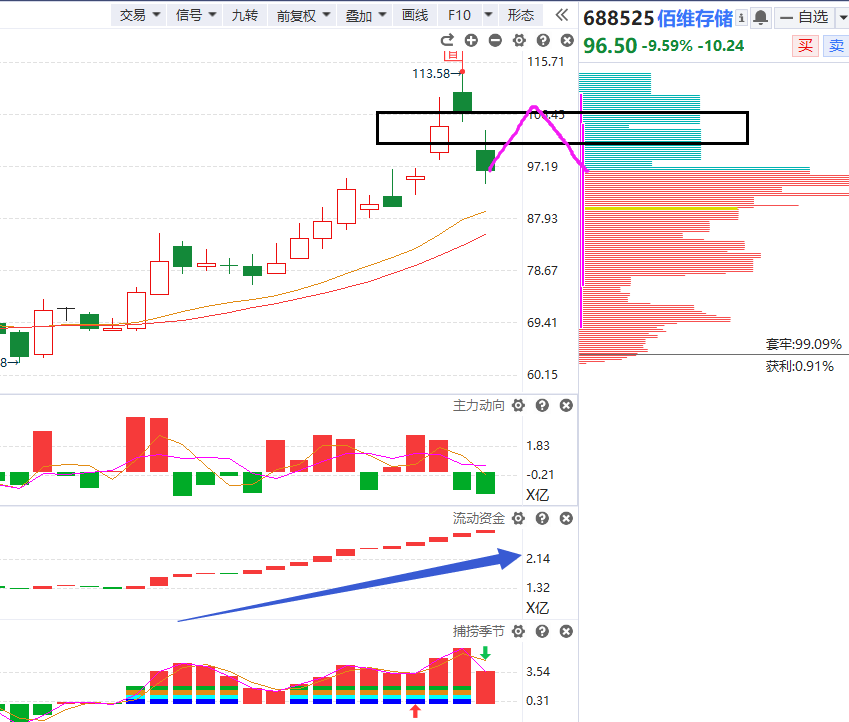 交易 信号 九转 前复权 叠加 画线 F10 形态
688525 佰维存储 自选
96.50 -9.59% -10.24 买 卖
115.71
113.58
97.19
87.93
78.67
69.41
套牢:99.09%
8
获利:0.91%
60.15
主力动向
1.83
-0.21
X亿
流动资金
2.14
1.32
X亿
捕捞季节
3.54
0.31